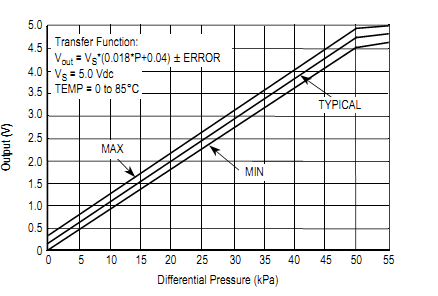 Transfer Function:
Vout = VS*(0.018*P+0.04) ± ERROR
VS = 5.0 Vdc
TEMP = 0 to 85°C
TYPICAL
MAX
MIN
Output (V)
5.0
4.5
4.0
3.5
3.0
2.5
2.0
1.5
1.0
0.5
0
0 5 10 15 20 25 30 35 40 45 50 55
Differential Pressure (kPa)